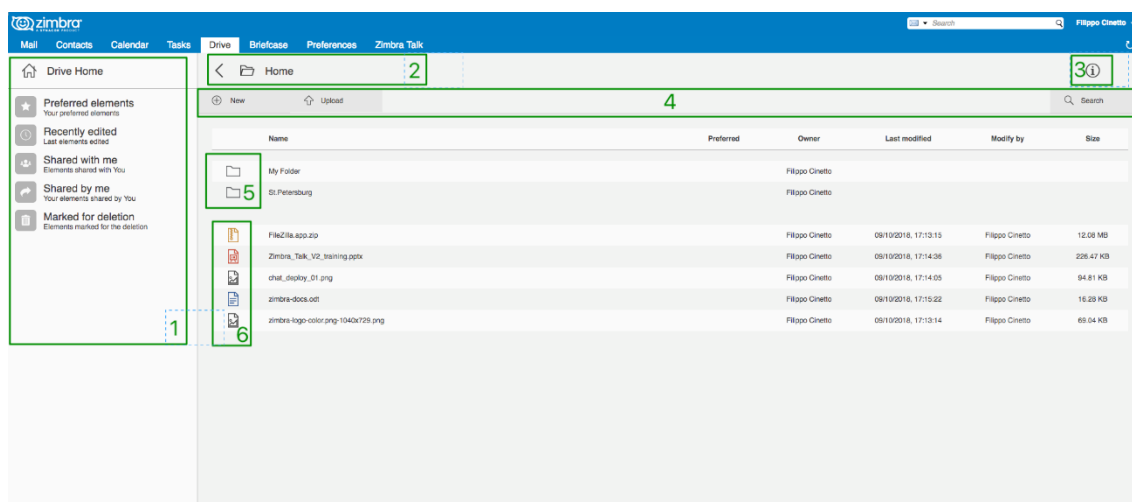 zimbra
A SYNACOR PRODUCT
Search
Filippo Cinetto
Mail Contacts Calendar Tasks Drive Briefcase Preferences Zimbra Talk
Drive Home
Home
2
3
New Upload
4
Search
Preferred elements
Your preferred elements
Recently edited
Last elements edited
Shared with me
Elements shared with You
Shared by me
Your elements shared by You
Marked for deletion
Elements marked for the deletion
1
Name Preferred Owner Last modified Modify by Size
My Folder Filippo Cinetto
5
St.Petersburg Filippo Cinetto
FileZilla.app.zip Filippo Cinetto 09/10/2018, 17:13:15 Filippo Cinetto 12.08 MB
Zimbra_Talk_V2_training.pptx Filippo Cinetto 09/10/2018, 17:14:36 Filippo Cinetto 226.47 KB
chat_deploy_01.png Filippo Cinetto 09/10/2018, 17:14:05 Filippo Cinetto 94.81 KB
zimbra-docs.odt Filippo Cinetto 09/10/2018, 17:15:22 Filippo Cinetto 16.28 KB
zimbra-logo-color.png-1040x729.png Filippo Cinetto 09/10/2018, 17:13:14 Filippo Cinetto 69.04 KB
6